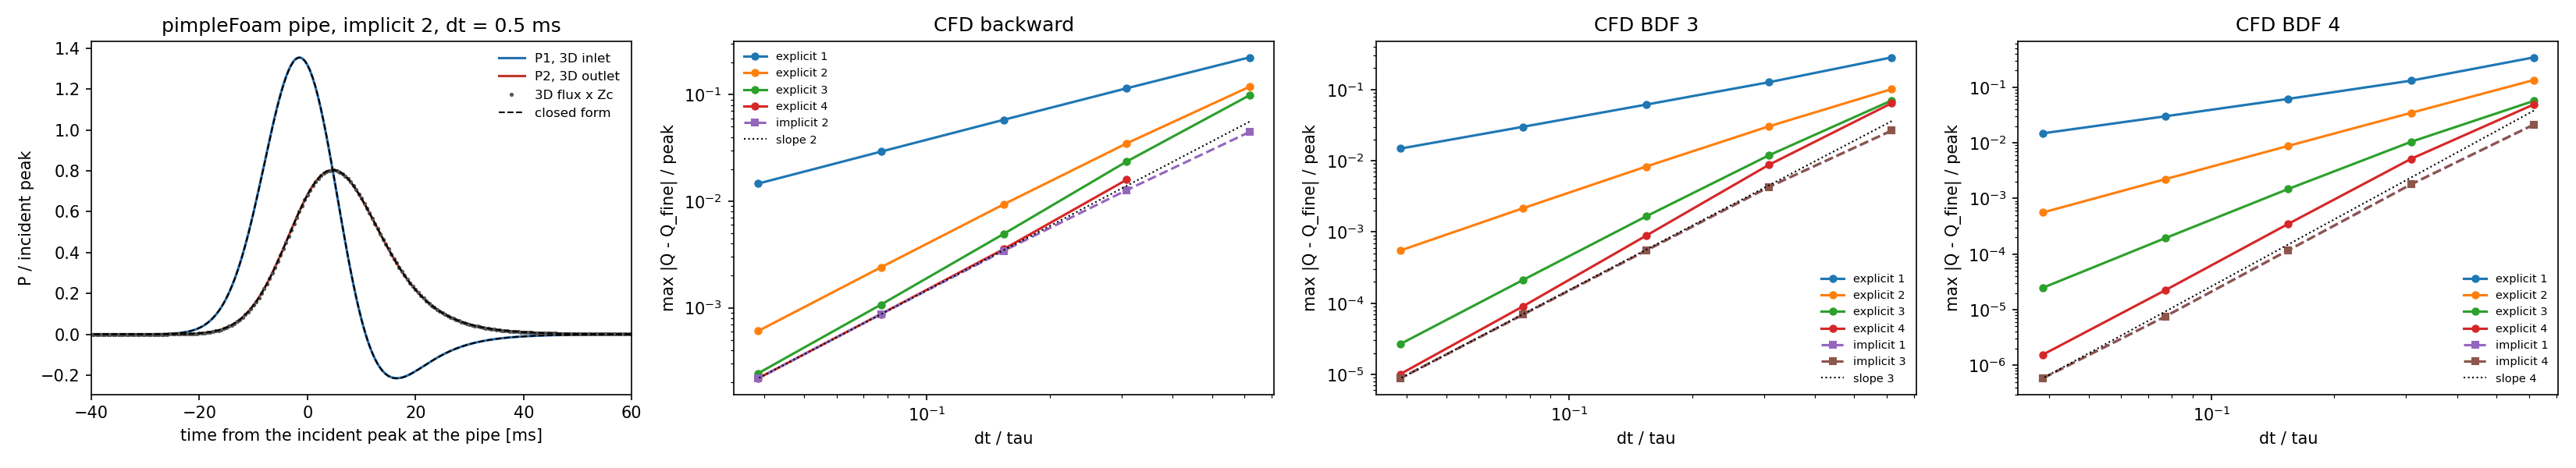 pimpleFoam pipe, implicit 2, dt = 0.5 ms
P / incident peak
1.4
1.2
1.0
0.8
0.6
0.4
0.2
0.0
−0.2
P1, 3D inlet
P2, 3D outlet
3D flux x Zc
closed form
−40
−20
0
20
40
60
time from the incident peak at the pipe [ms]
CFD backward
max |Q - Q_fine| / peak
10⁻¹
10⁻²
10⁻³
explicit 1
explicit 2
explicit 3
explicit 4
implicit 2
slope 2
10⁻¹
dt / tau
CFD BDF 3
max |Q - Q_fine| / peak
10⁻¹
10⁻²
10⁻³
10⁻⁴
10⁻⁵
explicit 1
explicit 2
explicit 3
explicit 4
implicit 1
implicit 3
slope 3
10⁻¹
dt / tau
CFD BDF 4
max |Q - Q_fine| / peak
10⁻¹
10⁻²
10⁻³
10⁻⁴
10⁻⁵
10⁻⁶
explicit 1
explicit 2
explicit 3
explicit 4
implicit 1
implicit 4
slope 4
10⁻¹
dt / tau